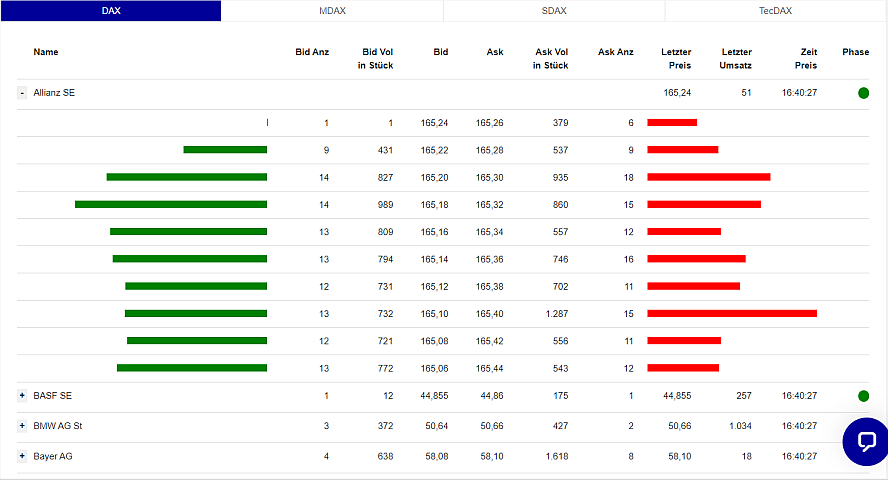 DAX MDAX SDAX TecDAX
Name Bid Anz Bid Vol in Stück Bid Ask Ask Vol in Stück Ask Anz Letzter Preis Letzter Umsatz Zeit Preis Phase
- Allianz SE 165,24 51 16:40:27
1 1 165,24 165,26 379 6
9 431 165,22 165,28 537 9
14 827 165,20 165,30 935 18
14 989 165,18 165,32 860 15
13 809 165,16 165,34 557 12
13 794 165,14 165,36 746 16
12 731 165,12 165,38 702 11
13 732 165,10 165,40 1.287 15
12 721 165,08 165,42 556 11
13 772 165,06 165,44 543 12
+ BASF SE 1 12 44,855 44,86 175 1 44,855 257 16:40:27
+ BMW AG St 3 372 50,64 50,66 427 2 50,66 1.034 16:40:27
+ Bayer AG 4 638 58,08 58,10 1.618 8 58,10 18 16:40:27